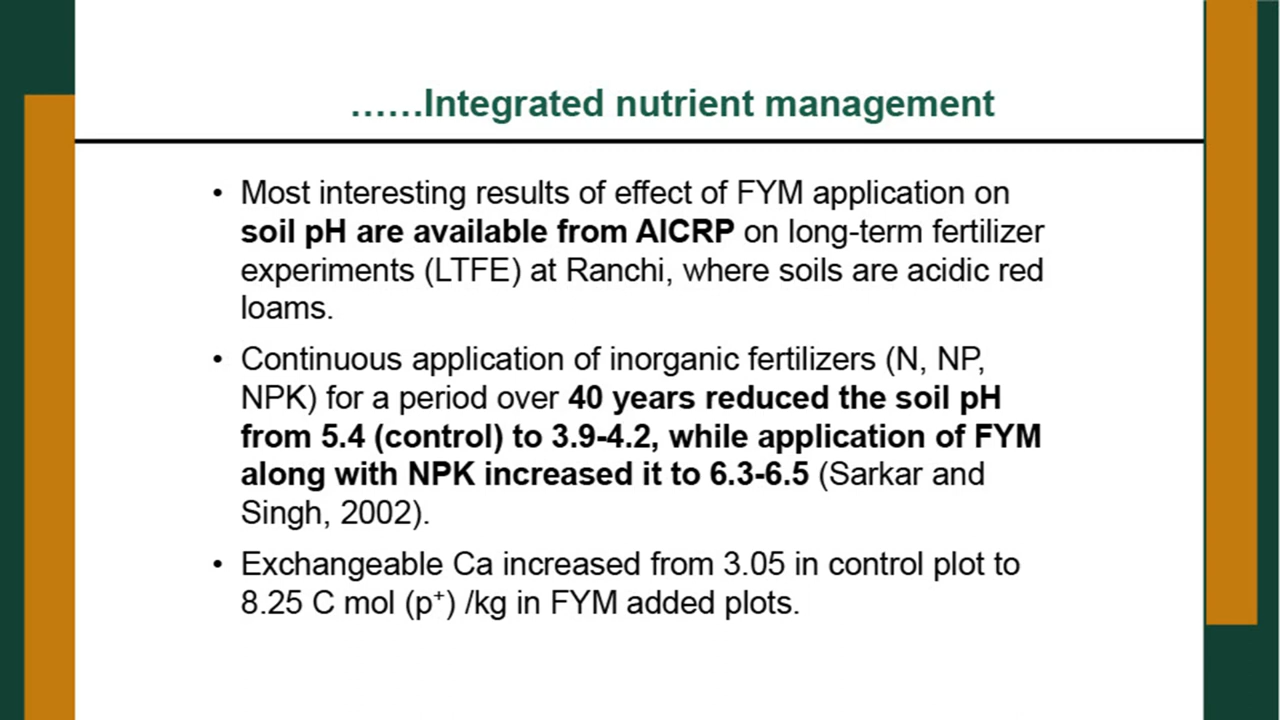 ......Integrated nutrient management
• Most interesting results of effect of FYM application on
soil pH are available from AICRP on long-term fertilizer
experiments (LTFE) at Ranchi, where soils are acidic red
loams.
• Continuous application of inorganic fertilizers (N, NP,
NPK) for a period over 40 years reduced the soil pH
from 5.4 (control) to 3.9-4.2, while application of FYM
along with NPK increased it to 6.3-6.5 (Sarkar and
Singh, 2002).
• Exchangeable Ca increased from 3.05 in control plot to
8.25 C mol (p⁺) /kg in FYM added plots.